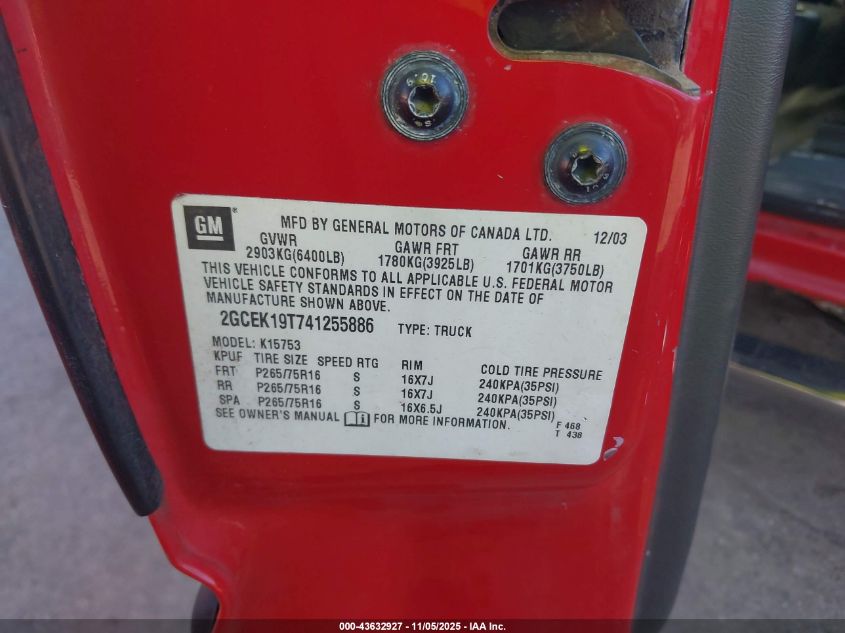 10.9
GM
MFD BY GENERAL MOTORS OF CANADA LTD. 12/03
GVWR GAWR FRT GAWR RR
2903KG(6400LB) 1780KG(3925LB) 1701KG(3750LB)
THIS VEHICLE CONFORMS TO ALL APPLICABLE U.S. FEDERAL MOTOR
VEHICLE SAFETY STANDARDS IN EFFECT ON THE DATE OF
MANUFACTURE SHOWN ABOVE.
2GCEK19T741255886 TYPE: TRUCK
MODEL: K15753
KPUF TIRE SIZE SPEED RTG RIM COLD TIRE PRESSURE
FRT P265/75R16 S 16X7J 240KPA(35PSI)
RR P265/75R16 S 16X7J 240KPA(35PSI)
SPA P265/75R16 S 16X6.5J 240KPA(35PSI)
SEE OWNER'S MANUAL FOR MORE INFORMATION. F 468
T 438
000-43632927 - 11/05/2025 - IAA Inc.